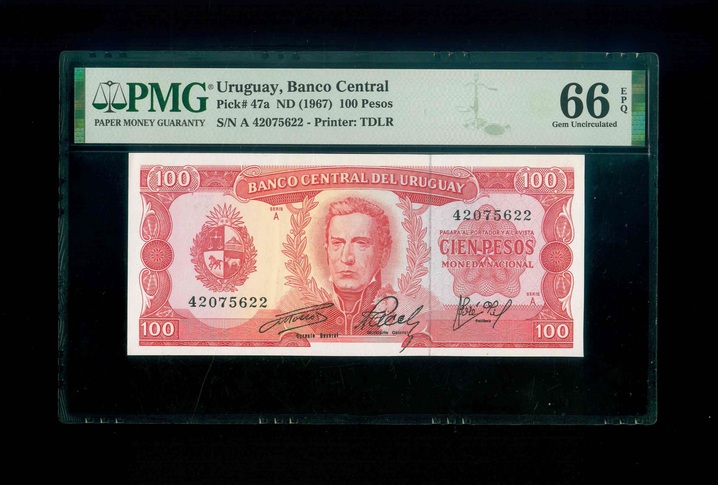 PMG®
PAPER MONEY GUARANTY
Uruguay, Banco Central
Pick# 47a ND (1967) 100 Pesos
S/N A 42075622 - Printer: TDLR
66
EPQ
Gem Uncirculated
100
BANCO CENTRAL DEL URUGUAY
100
SERIE
A
42075622
PAGARA AL PORTADOR Y A LA VISTA
CIEN PESOS
MONEDA NACIONAL
42075622
SERIE
A
100
100